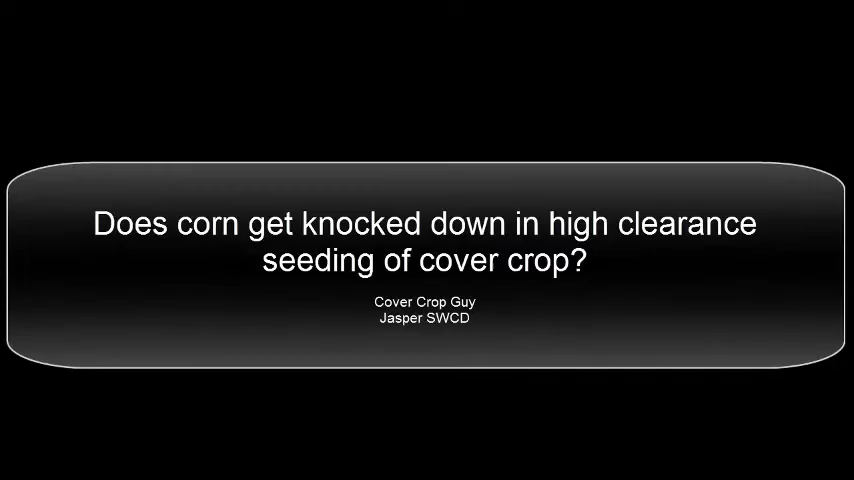 Does corn get knocked down in high clearance
seeding of cover crop?
Cover Crop Guy
Jasper SWCD